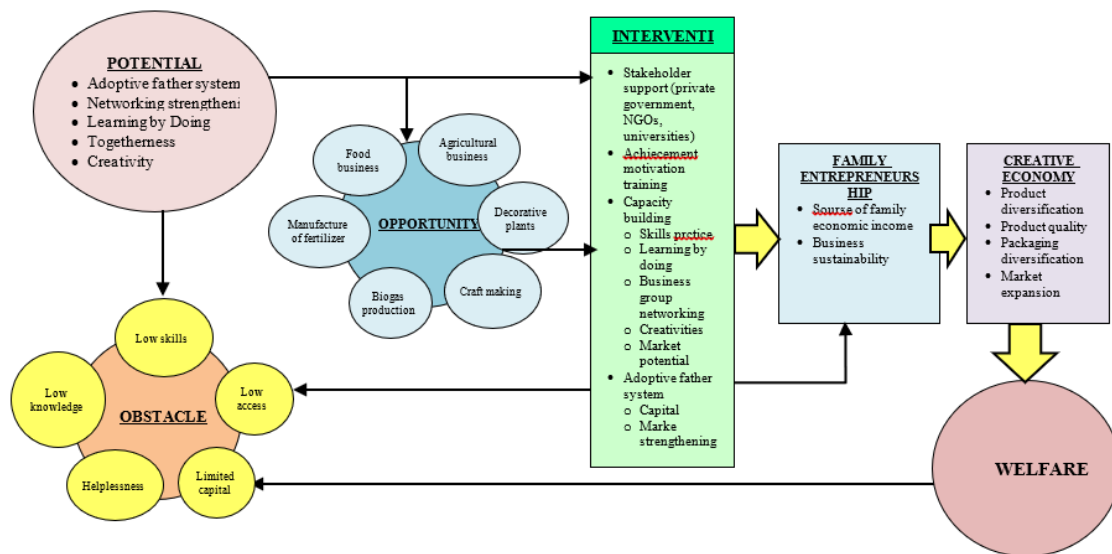 POTENTIAL
• Adoptive father system
• Networking strengtheni
• Learning by Doing
• Togetherness
• Creativity
OPPORTUNITY
Food
business
Agricultural
business
Manufacture
of fertilizer
Decorative
plants
Biogas
production
Craft making
OBSTACLE
Low skills
Low
knowledge
Low
access
Helplessness
Limited
capital
INTERVENTI
• Stakeholder
support (private
government,
NGOs,
universities)
• Achiecement
motivation
training
• Capacity
building
o Skills prctice
o Learning by
doing
o Business
group
networking
o Creativities
o Market
potential
• Adoptive father
system
o Capital
o Marke
strengthening
FAMILY
ENTREPRENEURS
HIP
• Sourse of family
economic income
• Business
sustainability
CREATIVE
ECONOMY
• Product
diversification
• Product quality
• Packaging
diversification
• Market
expansion
WELFARE